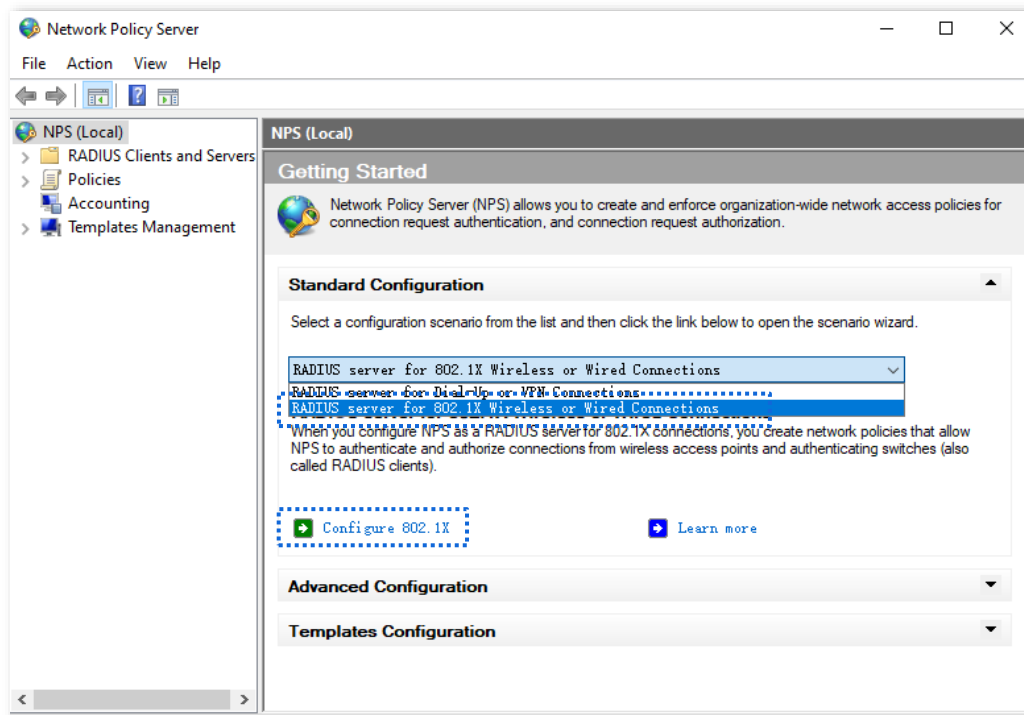 Network Policy Server
File Action View Help
NPS (Local)
RADIUS Clients and Servers
Policies
Accounting
Templates Management
NPS (Local)
Getting Started
Network Policy Server (NPS) allows you to create and enforce organization-wide network access policies for
connection request authentication, and connection request authorization.
Standard Configuration
Select a configuration scenario from the list and then click the link below to open the scenario wizard.
RADIUS server for 802.1X Wireless or Wired Connections
RADIUS server for Dial-Up or VPN Connections
RADIUS server for 802.1X Wireless or Wired Connections
When you configure NPS as a RADIUS server for 802.1X connections, you create network policies that allow
NPS to authenticate and authorize connections from wireless access points and authenticating switches (also
called RADIUS clients).
Configure 802.1X
Learn more
Advanced Configuration
Templates Configuration